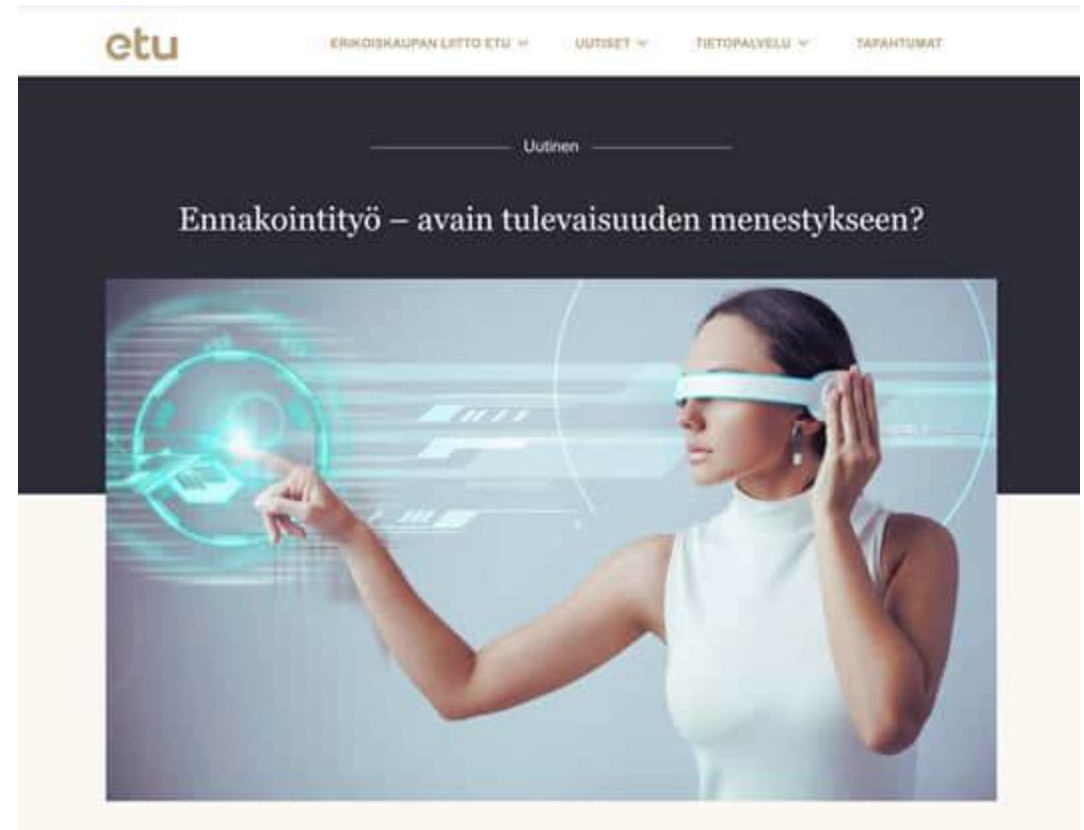 etu
ERIKOISKAUPAN LIITTO ETU UUTISET TIETOPALVELU TAPAHTUMAT
Uutinen
Ennakointityö – avain tulevaisuuden menestykseen?